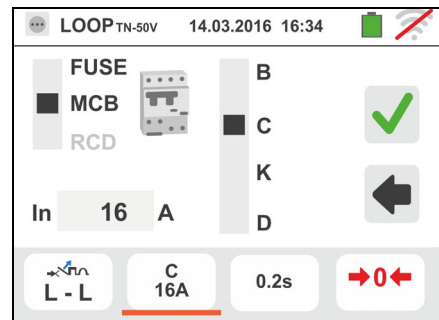 LOOP TN-50V 14.03.2016 16:34
FUSE
MCB
RCD
B
C
K
D
In 16 A
L - L
C
16A
0.2s
0